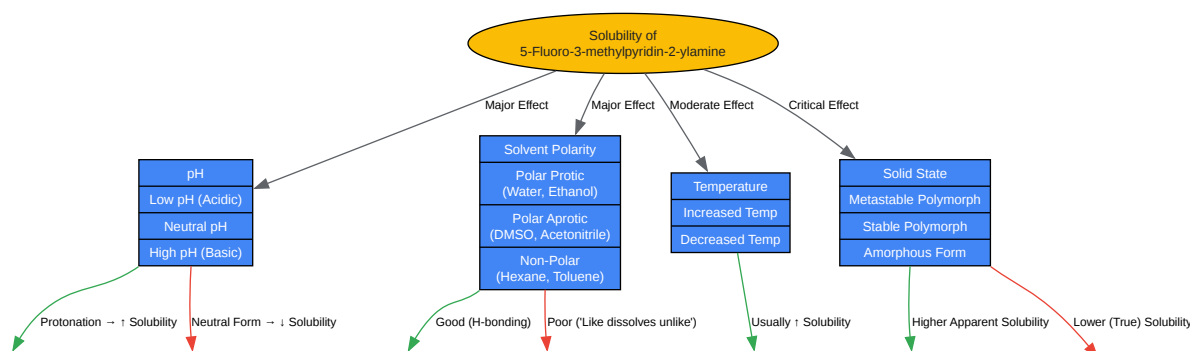 Solubility of
5-Fluoro-3-methylpyridin-2-ylamine
Major Effect
Major Effect
Moderate Effect
Critical Effect
pH
Low pH (Acidic)
Neutral pH
High pH (Basic)
Solvent Polarity
Polar Protic
(Water, Ethanol)
Polar Aprotic
(DMSO, Acetonitrile)
Non-Polar
(Hexane, Toluene)
Temperature
Increased Temp
Decreased Temp
Solid State
Metastable Polymorph
Stable Polymorph
Amorphous Form
Protonation → ↑ Solubility
Neutral Form → ↓ Solubility
Good (H-bonding)
Poor ('Like dissolves unlike')
Usually ↑ Solubility
Higher Apparent Solubility
Lower (True) Solubility